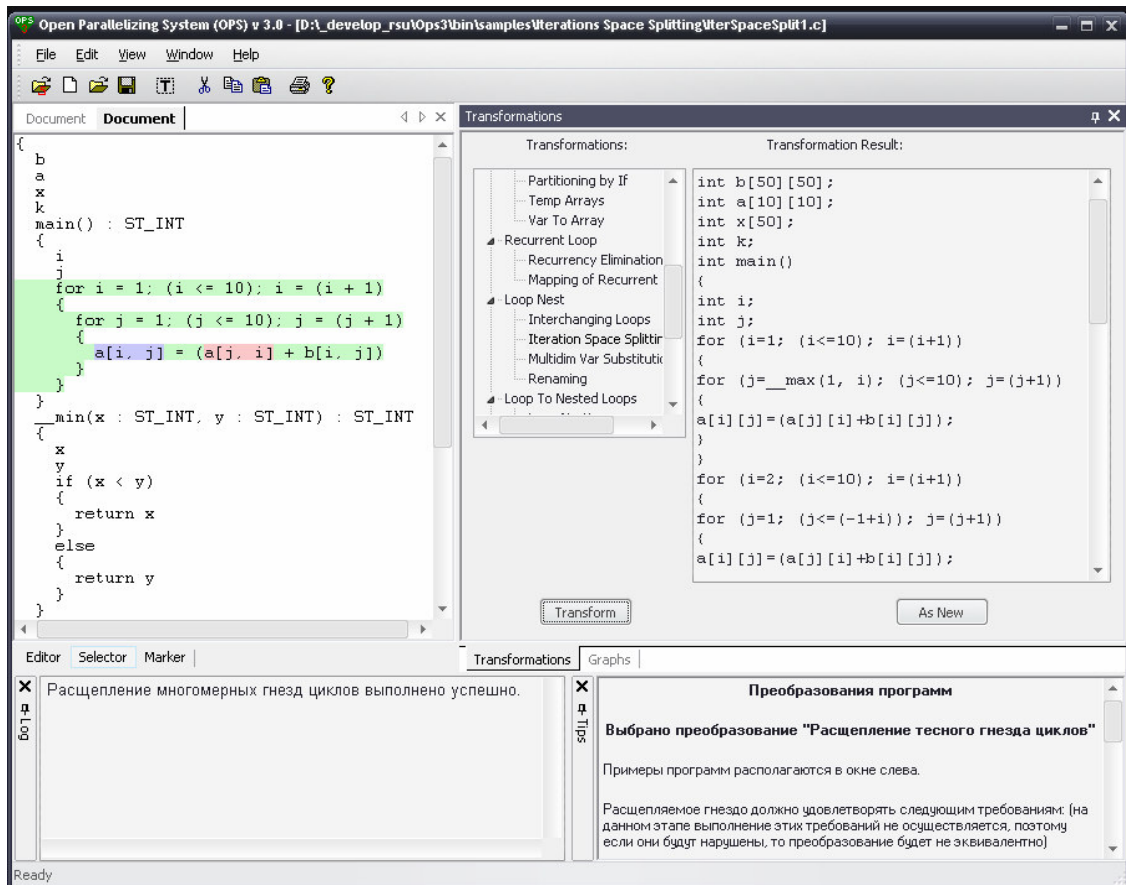 Open Parallelizing System (OPS) v 3.0 - [D:\_develop_rsu\Ops3\bin\samples\Iterations Space Splitting\IterSpaceSplit1.c]
File Edit View Window Help
Document Document
{
b
a
x
k
main() : ST_INT
{
i
j
for i = 1; (i <= 10); i = (i + 1)
{
for j = 1; (j <= 10); j = (j + 1)
{
a[i, j] = (a[j, i] + b[i, j])
}
}
}
__min(x : ST_INT, y : ST_INT) : ST_INT
{
x
y
if (x < y)
{
return x
}
else
{
return y
}
}
Editor Selector Marker
Transformations
Transformations:
Partitioning by If
Temp Arrays
Var To Array
Recurrent Loop
Recurrency Elimination
Mapping of Recurrent
Loop Nest
Interchanging Loops
Iteration Space Splittin
Multidim Var Substitutic
Renaming
Loop To Nested Loops
Transformation Result:
int b[50][50];
int a[10][10];
int x[50];
int k;
int main()
{
int i;
int j;
for (i=1; (i<=10); i=(i+1))
{
for (j=__max(1, i); (j<=10); j=(j+1))
{
a[i][j]=(a[j][i]+b[i][j]);
}
}
for (i=2; (i<=10); i=(i+1))
{
for (j=1; (j<=(-1+i)); j=(j+1))
{
a[i][j]=(a[j][i]+b[i][j]);
Transform As New
Transformations Graphs
Log
Расщепление многомерных гнезд циклов выполнено успешно.
Tips
Преобразования программ
Выбрано преобразование "Расщепление тесного гнезда циклов"
Примеры программ располагаются в окне слева.
Расщепляемое гнездо должно удовлетворять следующим требованиям: (на
данном этапе выполнение этих требований не осуществляется, поэтому
если они будут нарушены, то преобразование будет не эквивалентно)
Ready